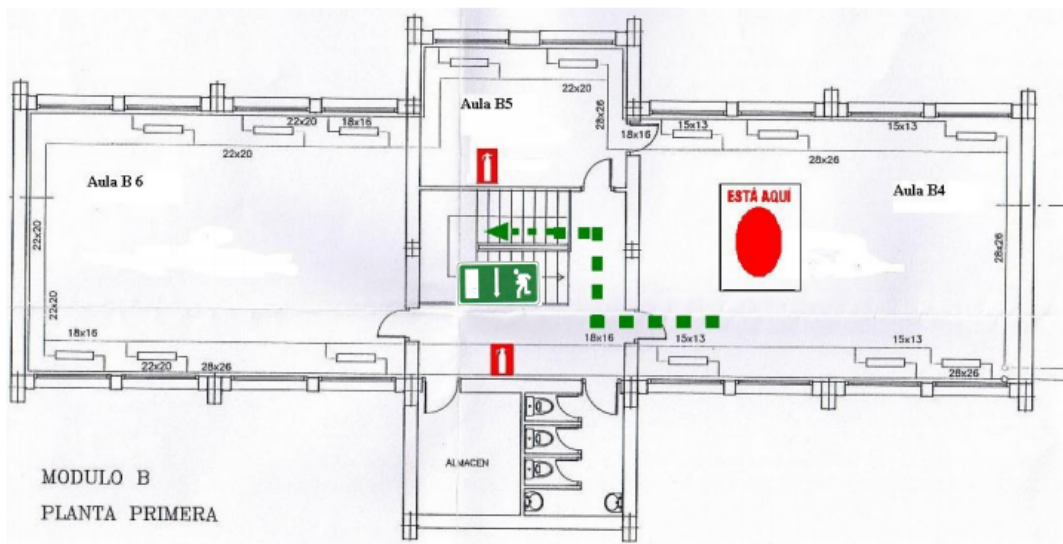 22x20
Aula B5
28x26
22x20
18x16
18x16
15x13
15x13
22x20
28x26
Aula B 6
ESTÁ AQUÍ
Aula B4
22x20
28x26
22x20
18x16
18x16
15x13
15x13
22x20
28x26
28x26
ALMACEN
MODULO B
PLANTA PRIMERA